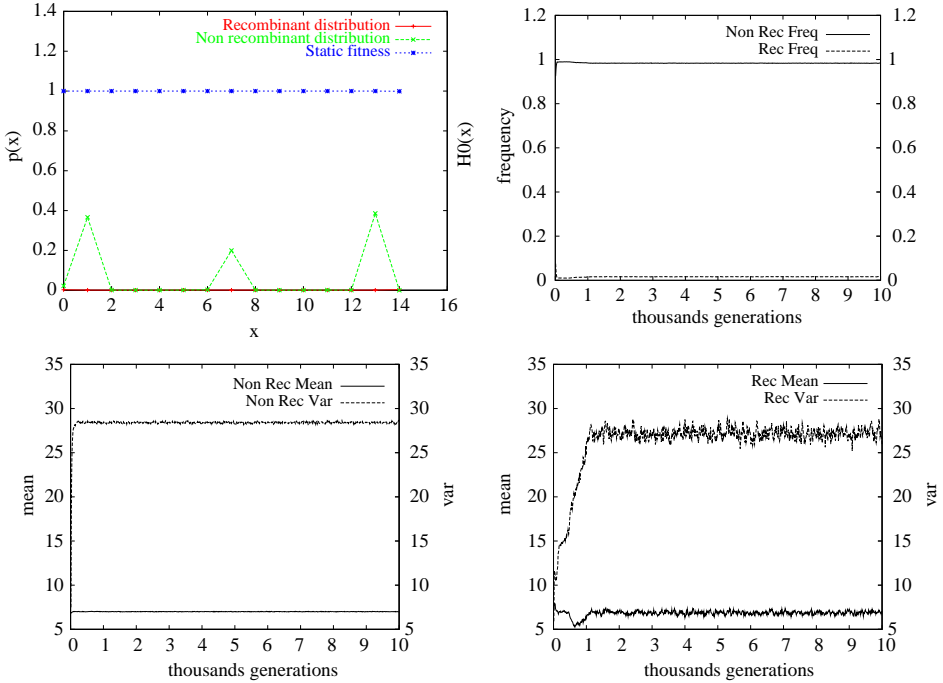 Recombinant distribution
Non recombinant distribution
Static fitness
1.4
1.2
1
0.8
0.6
0.4
0.2
0
p(x)
H0(x)
0 2 4 6 8 10 12 14 16
x
Non Rec Freq
Rec Freq
1.2 1.2
1 1
0.8 0.8
0.6 0.6
0.4 0.4
0.2 0.2
0 0
frequency
0 1 2 3 4 5 6 7 8 9 10
thousands generations
Non Rec Mean
Non Rec Var
35 35
30 30
25 25
20 20
15 15
10 10
5 5
mean
var
0 1 2 3 4 5 6 7 8 9 10
thousands generations
Rec Mean
Rec Var
35 35
30 30
25 25
20 20
15 15
10 10
5 5
mean
var
0 1 2 3 4 5 6 7 8 9 10
thousands generations